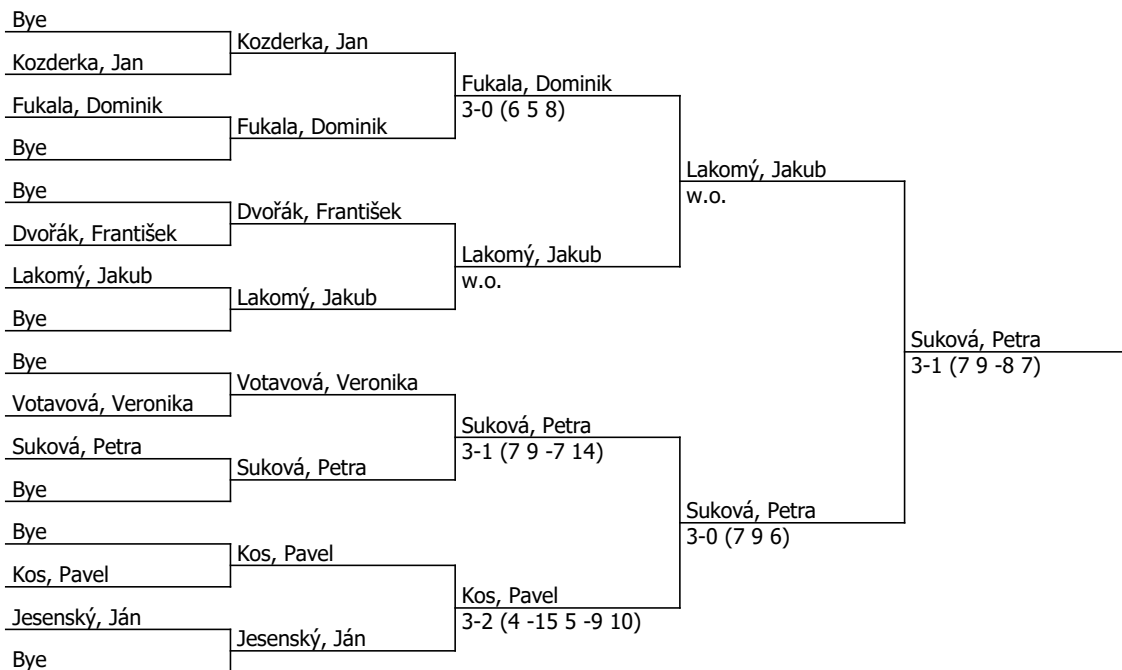 Bye
Kozderka, Jan
Kozderka, Jan
Fukala, Dominik
3-0 (6 5 8)
Fukala, Dominik
Fukala, Dominik
Bye
Lakomý, Jakub
w.o.
Bye
Dvořák, František
Dvořák, František
Lakomý, Jakub
w.o.
Lakomý, Jakub
Lakomý, Jakub
Bye
Suková, Petra
3-1 (7 9 -8 7)
Bye
Votavová, Veronika
Votavová, Veronika
Suková, Petra
3-1 (7 9 -7 14)
Suková, Petra
Suková, Petra
Bye
Suková, Petra
3-0 (7 9 6)
Bye
Kos, Pavel
Kos, Pavel
Kos, Pavel
3-2 (4 -15 5 -9 10)
Jesenský, Ján
Jesenský, Ján
Bye